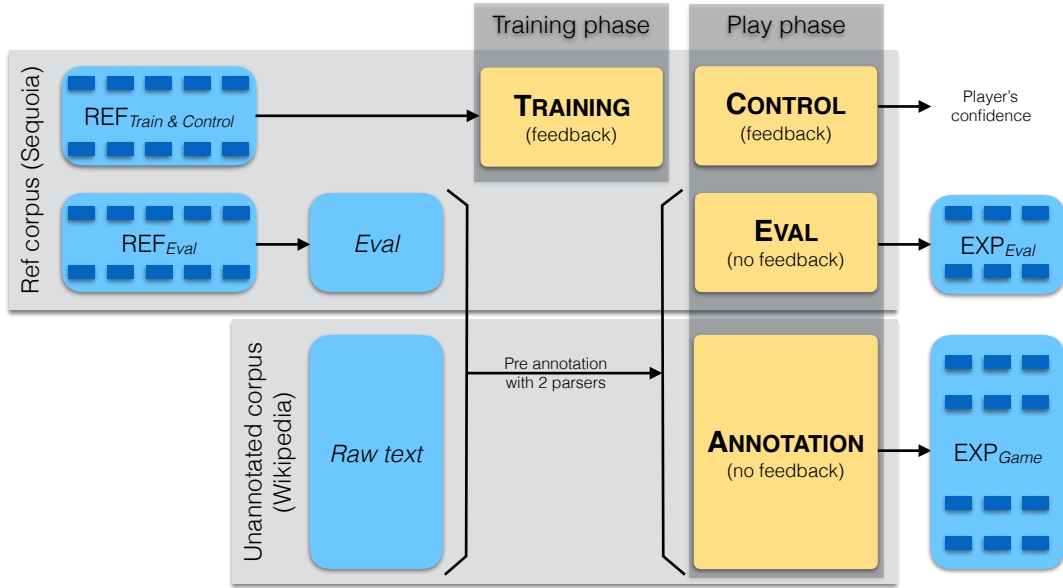 Training phase
Play phase
Ref corpus (Sequoia)
REFTrain & Control
TRAINING
(feedback)
CONTROL
(feedback)
Player's
confidence
REFEval
Eval
EVAL
(no feedback)
EXPEval
Unannotated corpus
(Wikipedia)
Raw text
Pre annotation
with 2 parsers
ANNOTATION
(no feedback)
EXPGame